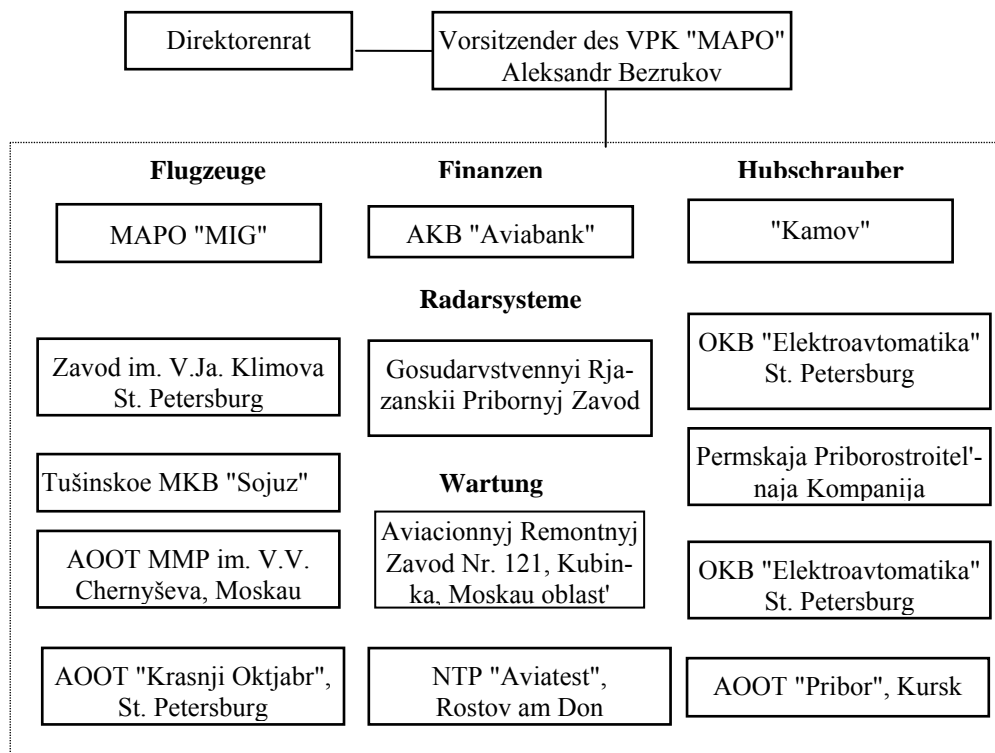 Direktorenrat
Vorsitzender des VPK "MAPO"
Aleksandr Bezrukov
Flugzeuge
Finanzen
Hubschrauber
MAPO "MIG"
AKB "Aviabank"
"Kamov"
Radarsysteme
Zavod im. V.Ja. Klimova
St. Petersburg
Gosudarvstvennyi Rja-
zanskii Pribornyj Zavod
OKB "Elektroavtomatika"
St. Petersburg
Tušinskoe MKB "Sojuz"
Wartung
Permskaja Priborostroitel'-
naja Kompanija
AOOT MMP im. V.V.
Chernyševa, Moskau
Aviacionnyj Remontnyj
Zavod Nr. 121, Kubin-
ka, Moskau oblast'
OKB "Elektroavtomatika"
St. Petersburg
AOOT "Krasnji Oktjabr",
St. Petersburg
NTP "Aviatest",
Rostov am Don
AOOT "Pribor", Kursk